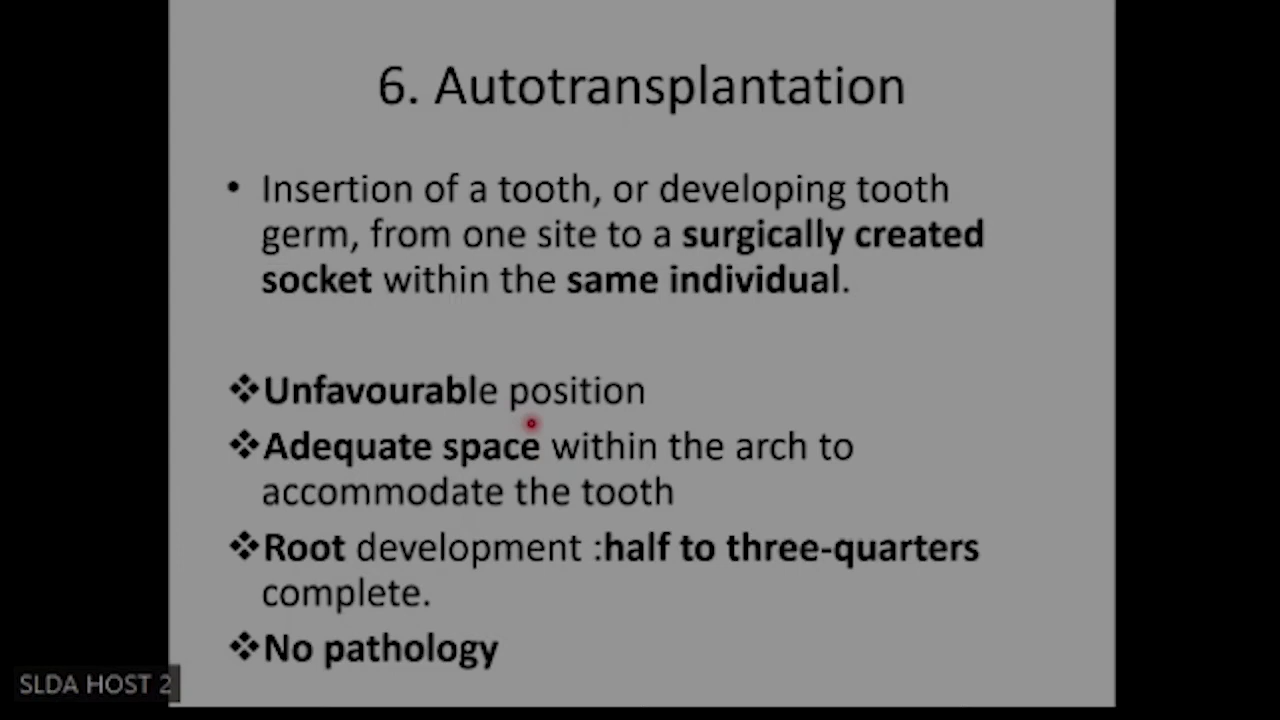 6. Autotransplantation
• Insertion of a tooth, or developing tooth
germ, from one site to a surgically created
socket within the same individual.
❖Unfavourable position
❖Adequate space within the arch to
accommodate the tooth
❖Root development :half to three-quarters
complete.
❖No pathology
SLDA HOST 2